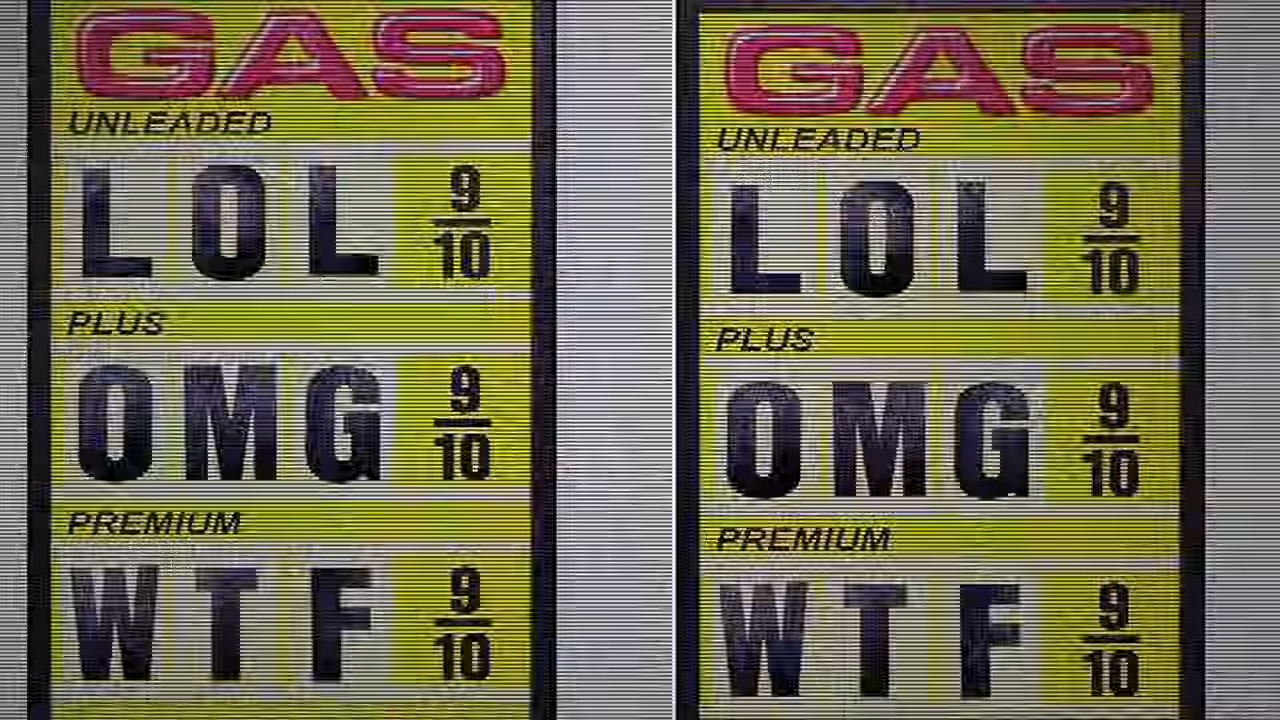 GAS
UNLEADED
LOL 9/10
PLUS
OMG 9/10
PREMIUM
WTF 9/10
GAS
UNLEADED
LOL 9/10
PLUS
OMG 9/10
PREMIUM
WTF 9/10